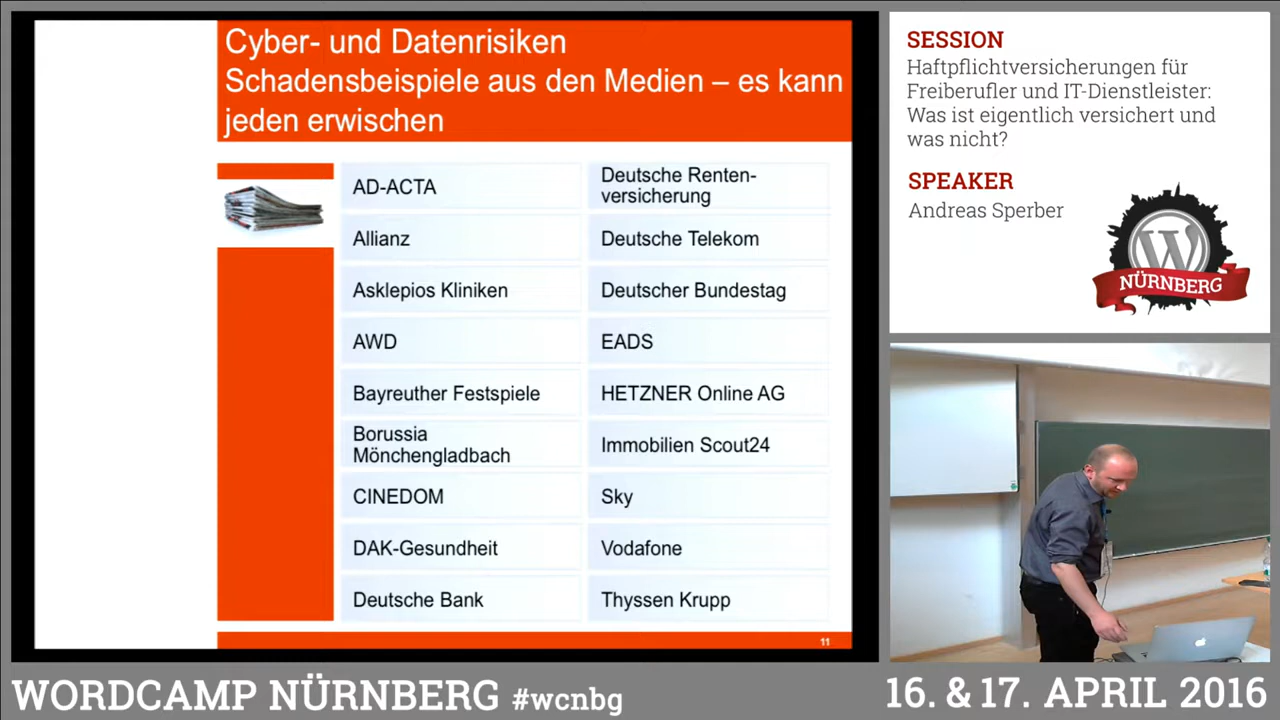 Cyber- und Datenrisiken
Schadensbeispiele aus den Medien – es kann
jeden erwischen
AD-ACTA
Deutsche Renten-
versicherung
Allianz
Deutsche Telekom
Asklepios Kliniken
Deutscher Bundestag
AWD
EADS
Bayreuther Festspiele
HETZNER Online AG
Borussia
Mönchengladbach
Immobilien Scout24
CINEDOM
Sky
DAK-Gesundheit
Vodafone
Deutsche Bank
Thyssen Krupp
11
SESSION
Haftpflichtversicherungen für
Freiberufler und IT-Dienstleister:
Was ist eigentlich versichert und
was nicht?
SPEAKER
Andreas Sperber
W
NÜRNBERG
WORDCAMP NÜRNBERG #wcnbg
16. & 17. APRIL 2016